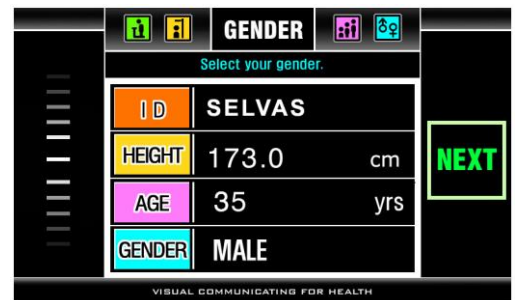 GENDER
Select your gender.
ID SELVAS
HEIGHT 173.0 cm
AGE 35 yrs
GENDER MALE
NEXT
VISUAL COMMUNICATING FOR HEALTH